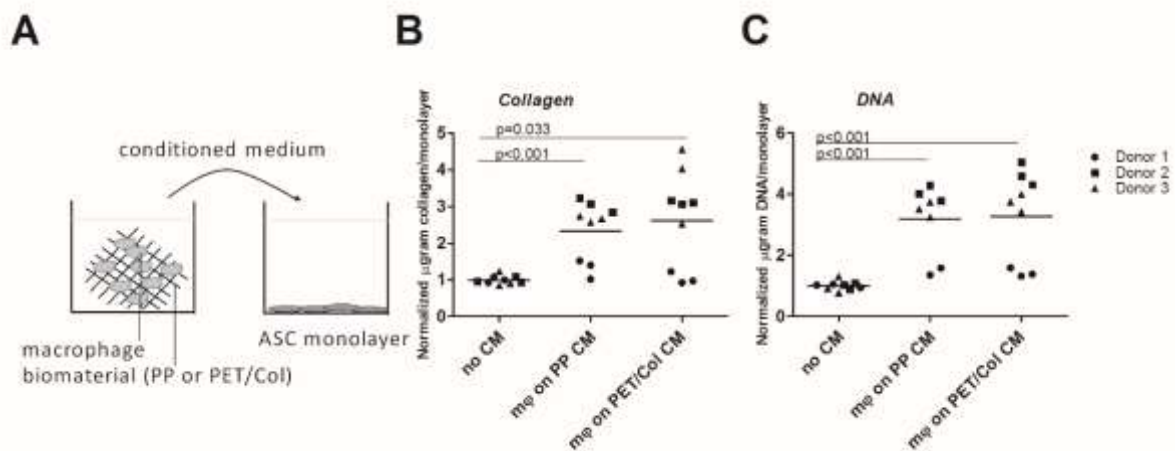 A
conditioned medium
macrophage
biomaterial (PP or PET/Col)
ASC monolayer
B
Collagen
Normalized µgram collagen/monolayer
p=0.033
p<0.001
5
4
3
2
1
0
no CM
mφ on PP CM
mφ on PET/Col CM
C
DNA
Normalized µgram DNA/monolayer
p<0.001
p<0.001
6
4
2
0
no CM
mφ on PP CM
mφ on PET/Col CM
Donor 1
Donor 2
Donor 3